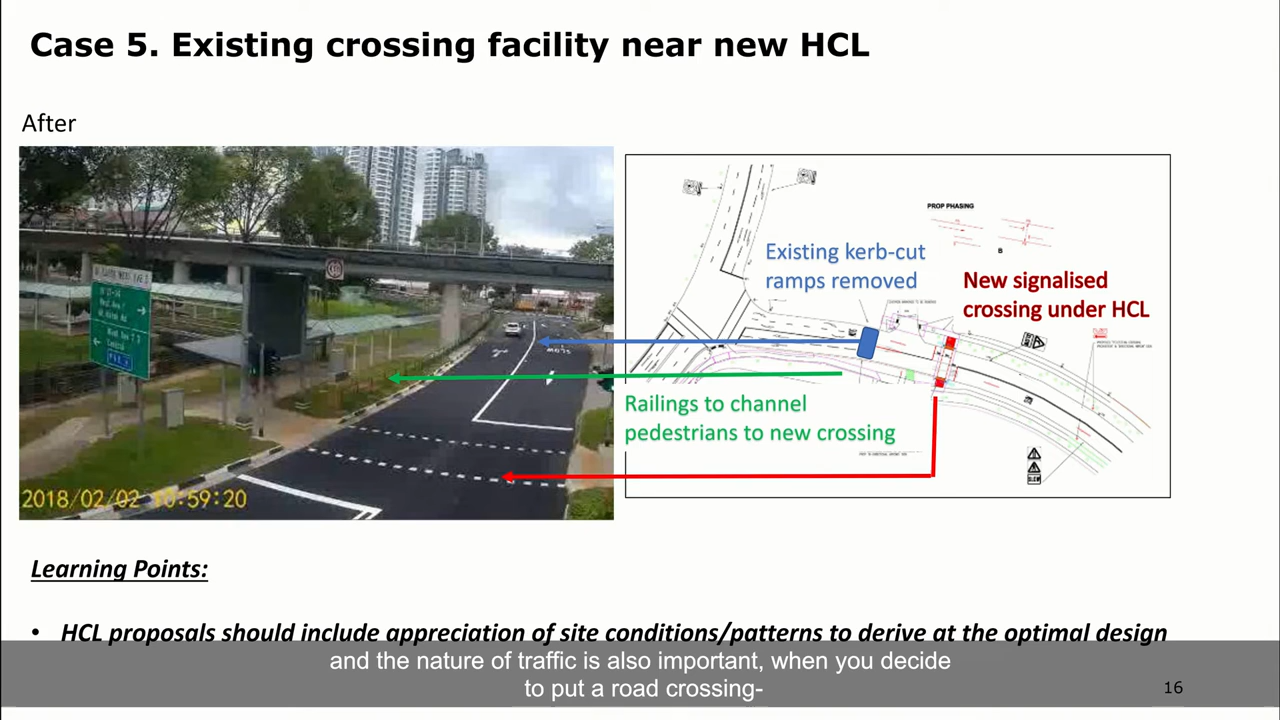 Case 5. Existing crossing facility near new HCL
After
PROP PHASING
B
Existing kerb-cut
ramps removed
New signalised
crossing under HCL
Railings to channel
pedestrians to new crossing
SLOW
2018/02/02 10:59:20
Learning Points:
• HCL proposals should include appreciation of site conditions/patterns to derive at the optimal design
and the nature of traffic is also important, when you decide
to put a road crossing-
16